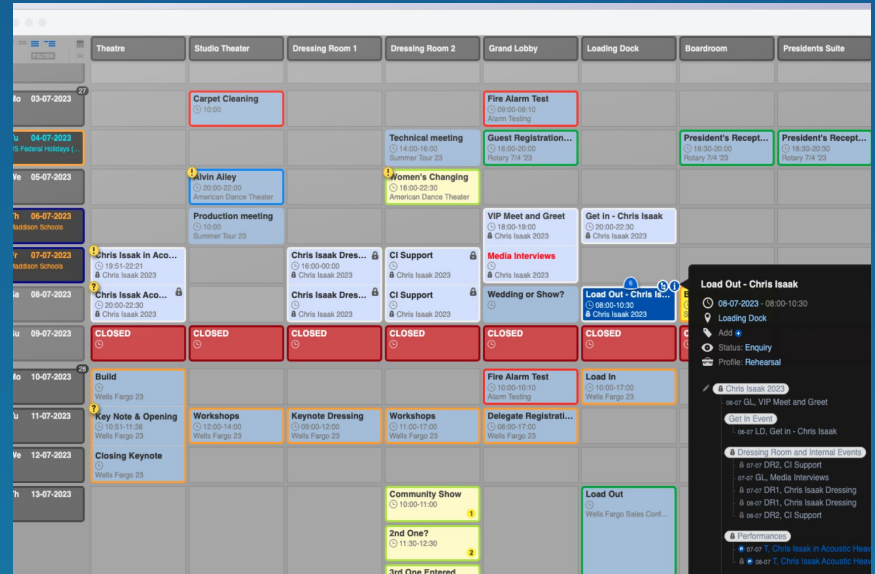 FILTER
Theatre
Studio Theater
Dressing Room 1
Dressing Room 2
Grand Lobby
Loading Dock
Boardroom
Presidents Suite
27
03-07-2023
Carpet Cleaning
10:00
Fire Alarm Test
09:00-09:10
Alarm Testing
04-07-2023
US Federal Holidays (...
Technical meeting
14:00-16:00
Summer Tour 23
Guest Registration...
16:00-20:00
Rotary 7/4 '23
President's Recept...
18:30-20:00
Rotary 7/4 '23
President's Recept...
18:30-20:30
Rotary 7/4 '23
05-07-2023
Alvin Ailey
20:00-22:00
American Dance Theater
Women's Changing
16:00-22:30
American Dance Theater
06-07-2023
Maddison Schools
Production meeting
10:00
Summer Tour 23
VIP Meet and Greet
18:00-19:00
Chris Isaak 2023
Get in - Chris Isaak
20:00-22:30
Chris Isaak 2023
07-07-2023
Maddison Schools
Chris Isaak in Aco...
19:51-22:21
Chris Isaak 2023
Chris Isaak Dres...
16:00-00:00
Chris Isaak 2023
CI Support
Chris Isaak 2023
Media Interviews
Chris Isaak 2023
08-07-2023
Chris Issak Aco...
20:00-22:30
Chris Isaak 2023
Chris Isaak Dres...
Chris Isaak 2023
CI Support
Chris Isaak 2023
Wedding or Show?
6
Load Out - Chris Is...
08:00-10:30
Chris Isaak 2023
09-07-2023
CLOSED
CLOSED
CLOSED
CLOSED
CLOSED
CLOSED
28
10-07-2023
Build
Wells Fargo 23
Fire Alarm Test
10:00-10:10
Alarm Testing
Load In
10:00-17:00
Wells Fargo 23
11-07-2023
Key Note & Opening
10:51-11:36
Wells Fargo 23
Workshops
12:00-14:00
Wells Fargo 23
Keynote Dressing
09:00-12:00
Wells Fargo 23
Workshops
11:00-17:00
Wells Fargo 23
Delegate Registrati...
08:00-17:00
Wells Fargo 23
12-07-2023
Closing Keynote
Wells Fargo 23
13-07-2023
Community Show
10:00-11:00
1
2nd One?
11:30-12:30
2
3rd One Entered
Load Out
Wells Fargo Sales Conf...
Load Out - Chris Isaak
08-07-2023 - 08:00-10:30
Loading Dock
Add
Status: Enquiry
Profile: Rehearsal
Chris Isaak 2023
06-07 GL, VIP Meet and Greet
Get In Event
06-07 LD, Get in - Chris Isaak
Dressing Room and Internal Events
07-07 DR2, CI Support
07-07 GL, Media Interviews
07-07 DR1, Chris Isaak Dressing
08-07 DR1, Chris Isaak Dressing
08-07 DR2, CI Support
Performances
07-07 T, Chris Isaak in Acoustic Heav
08-07 T, Chris Issak Acoustic Heav